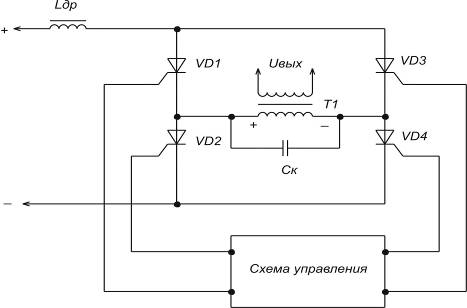 Lдр
+
VD1
Uвых
VD3
T1
+
–
VD2
VD4
Cк
–
Схема управления